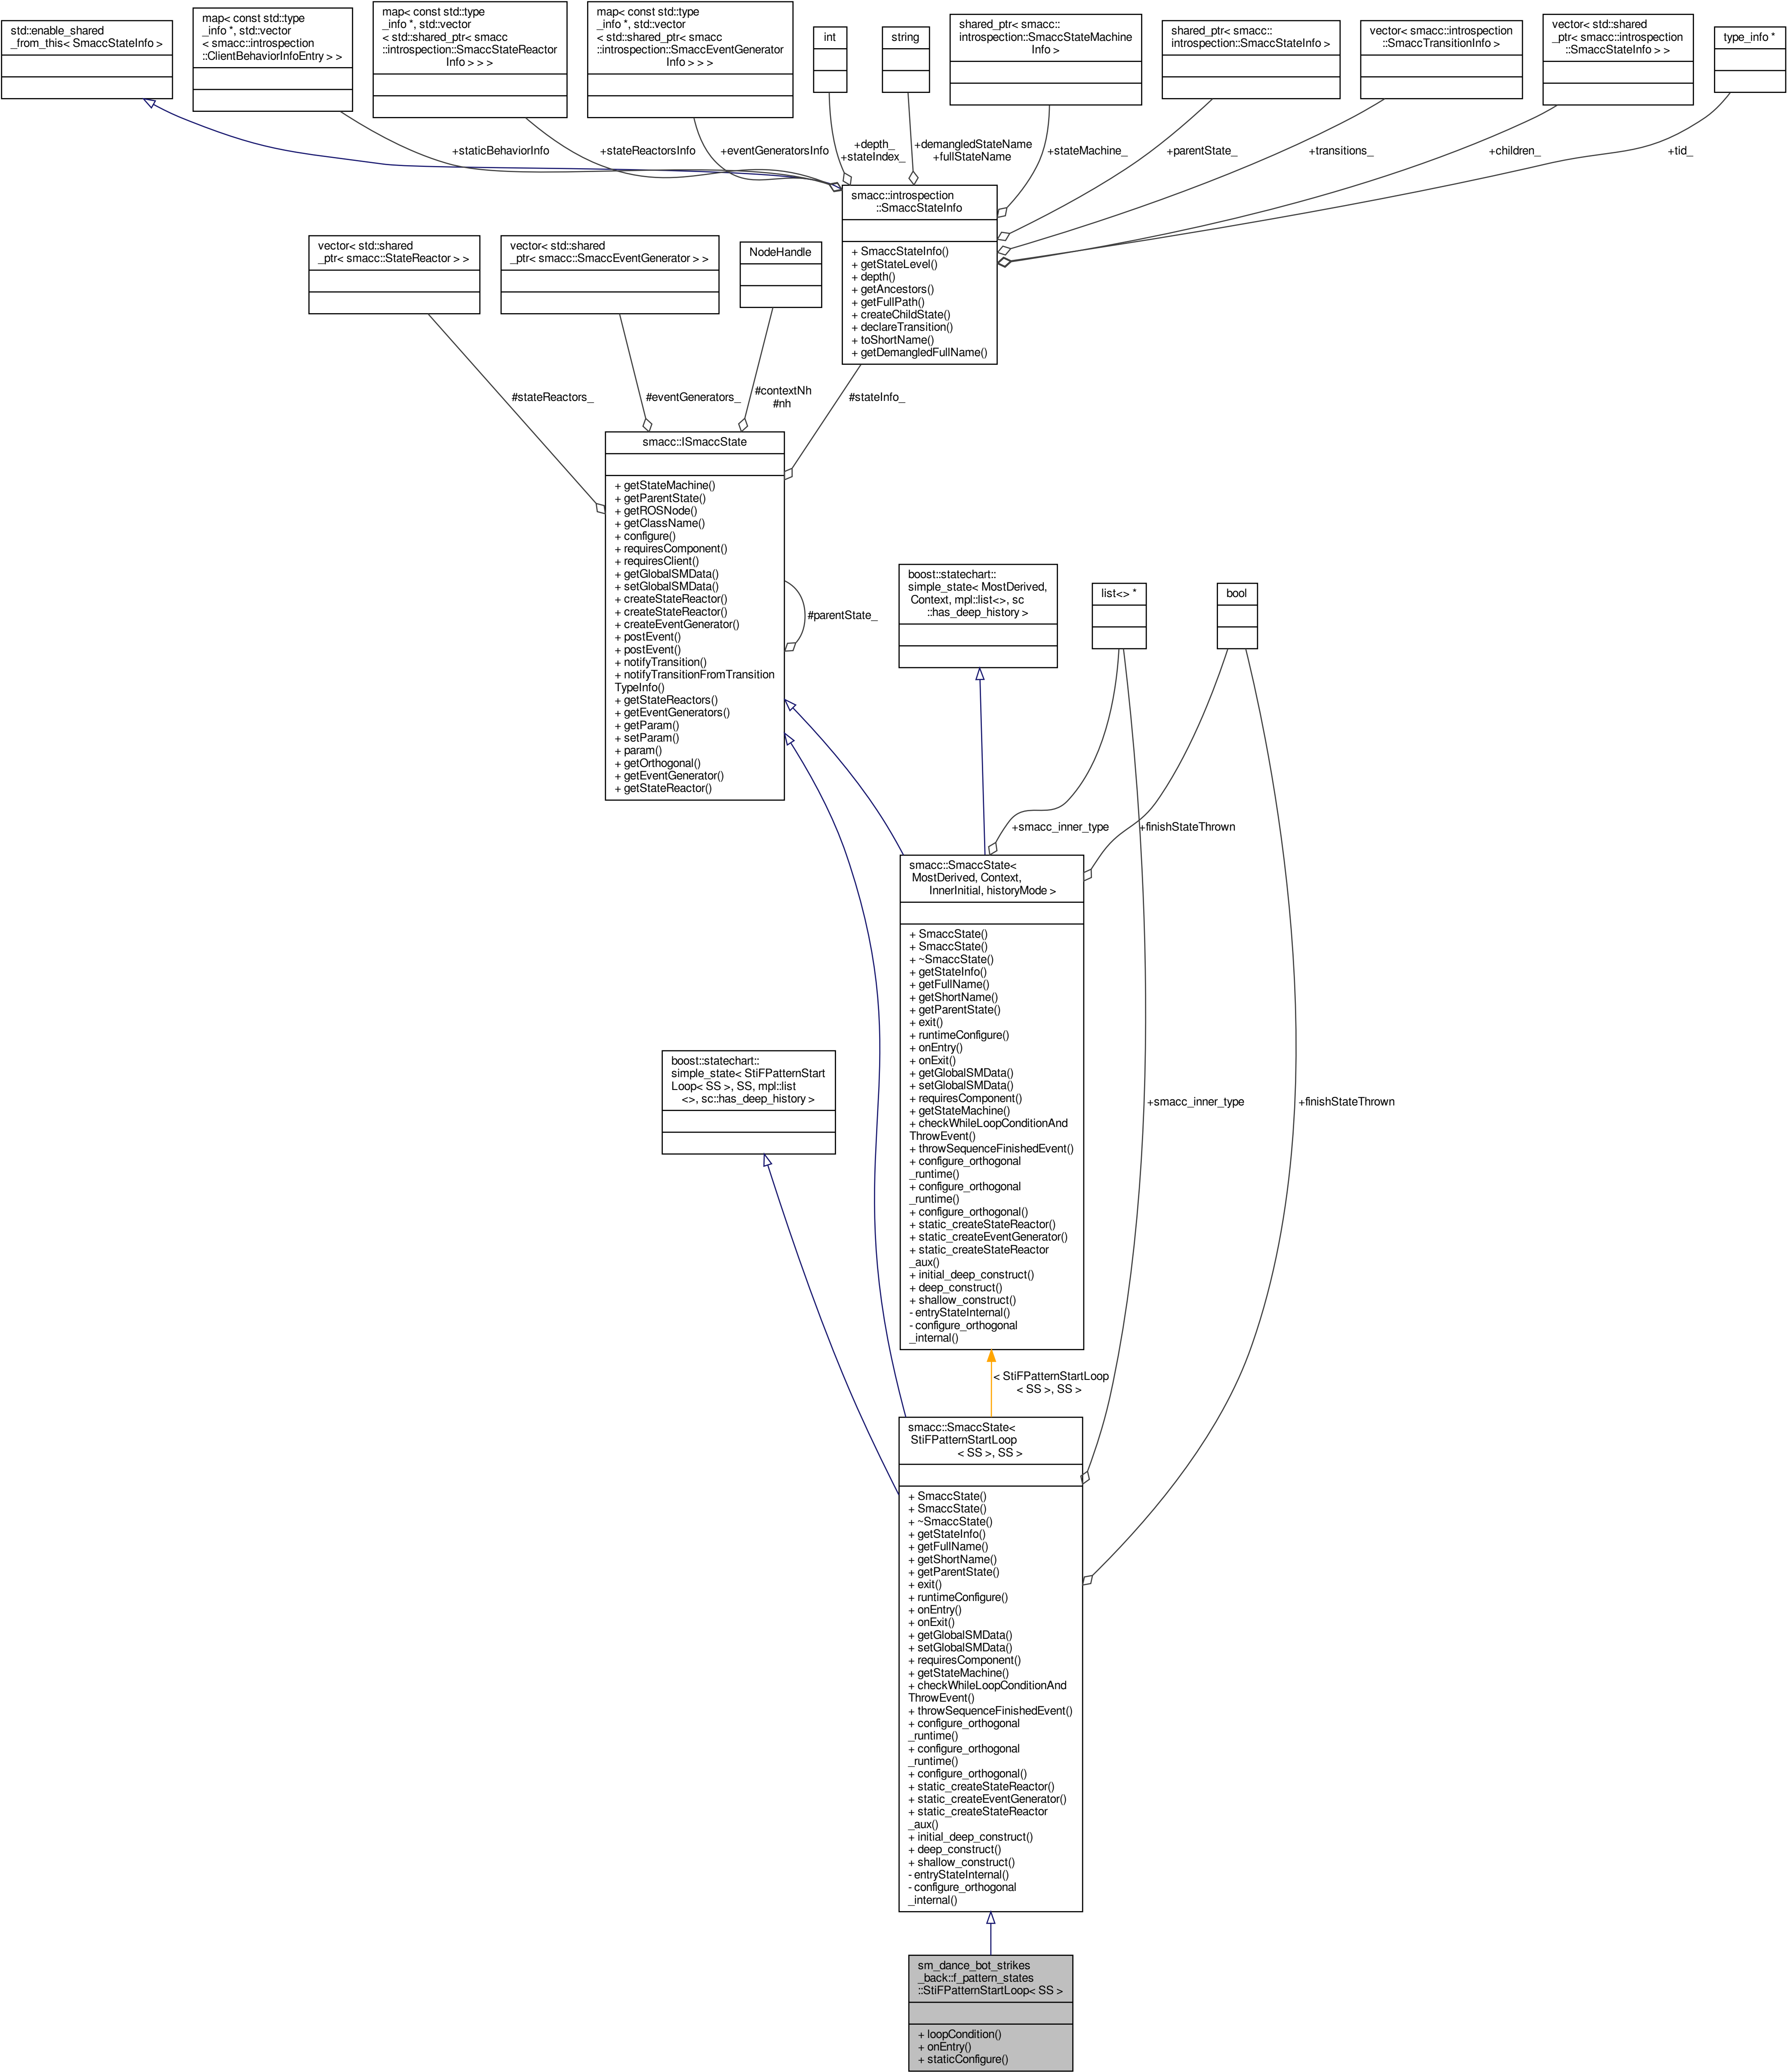 std::enable_shared
_from_this< SmaccStateInfo >
map< const std::type
_info *, std::vector
< smacc::introspection
::ClientBehaviorInfoEntry > >
map< const std::type
_info *, std::vector
< std::shared_ptr< smacc
::introspection::SmaccStateReactor
Info > > >
map< const std::type
_info *, std::vector
< std::shared_ptr< smacc
::introspection::SmaccEventGenerator
Info > > >
int
string
shared_ptr< smacc::
introspection::SmaccStateMachine
Info >
shared_ptr< smacc::
introspection::SmaccStateInfo >
vector< smacc::introspection
::SmaccTransitionInfo >
vector< std::shared
_ptr< smacc::introspection
::SmaccStateInfo > >
type_info *
+staticBehaviorInfo
+stateReactorsInfo
+eventGeneratorsInfo
+depth_
+stateIndex_
+demangledStateName
+fullStateName
+stateMachine_
+parentState_
+transitions_
+children_
+tid_
smacc::introspection
::SmaccStateInfo
+ SmaccStateInfo()
+ getStateLevel()
+ depth()
+ getAncestors()
+ getFullPath()
+ createChildState()
+ declareTransition()
+ toShortName()
+ getDemangledFullName()
vector< std::shared
_ptr< smacc::StateReactor > >
vector< std::shared
_ptr< smacc::SmaccEventGenerator > >
NodeHandle
#stateReactors_
#eventGenerators_
#contextNh
#nh
#stateInfo_
smacc::ISmaccState
+ getStateMachine()
+ getParentState()
+ getROSNode()
+ getClassName()
+ configure()
+ requiresComponent()
+ requiresClient()
+ getGlobalSMData()
+ setGlobalSMData()
+ createStateReactor()
+ createStateReactor()
+ createEventGenerator()
+ postEvent()
+ postEvent()
+ notifyTransition()
+ notifyTransitionFromTransition
TypeInfo()
+ getStateReactors()
+ getEventGenerators()
+ getParam()
+ setParam()
+ param()
+ getOrthogonal()
+ getEventGenerator()
+ getStateReactor()
#parentState_
boost::statechart::
simple_state< MostDerived,
Context, mpl::list<>, sc
::has_deep_history >
list<> *
bool
+smacc_inner_type
+finishStateThrown
smacc::SmaccState<
MostDerived, Context,
InnerInitial, historyMode >
+ SmaccState()
+ SmaccState()
+ ~SmaccState()
+ getStateInfo()
+ getFullName()
+ getShortName()
+ getParentState()
+ exit()
+ runtimeConfigure()
+ onEntry()
+ onExit()
+ getGlobalSMData()
+ setGlobalSMData()
+ requiresComponent()
+ getStateMachine()
+ checkWhileLoopConditionAnd
ThrowEvent()
+ throwSequenceFinishedEvent()
+ configure_orthogonal
_runtime()
+ configure_orthogonal
_runtime()
+ configure_orthogonal()
+ static_createStateReactor()
+ static_createEventGenerator()
+ static_createStateReactor
_aux()
+ initial_deep_construct()
+ deep_construct()
+ shallow_construct()
- entryStateInternal()
- configure_orthogonal
_internal()
boost::statechart::
simple_state< StiFPatternStart
Loop< SS >, SS, mpl::list
<>, sc::has_deep_history >
+smacc_inner_type
+finishStateThrown
< StiFPatternStartLoop
< SS >, SS >
smacc::SmaccState<
StiFPatternStartLoop
< SS >, SS >
+ SmaccState()
+ SmaccState()
+ ~SmaccState()
+ getStateInfo()
+ getFullName()
+ getShortName()
+ getParentState()
+ exit()
+ runtimeConfigure()
+ onEntry()
+ onExit()
+ getGlobalSMData()
+ setGlobalSMData()
+ requiresComponent()
+ getStateMachine()
+ checkWhileLoopConditionAnd
ThrowEvent()
+ throwSequenceFinishedEvent()
+ configure_orthogonal
_runtime()
+ configure_orthogonal
_runtime()
+ configure_orthogonal()
+ static_createStateReactor()
+ static_createEventGenerator()
+ static_createStateReactor
_aux()
+ initial_deep_construct()
+ deep_construct()
+ shallow_construct()
- entryStateInternal()
- configure_orthogonal
_internal()
sm_dance_bot_strikes
_back::f_pattern_states
::StiFPatternStartLoop< SS >
+ loopCondition()
+ onEntry()
+ staticConfigure()